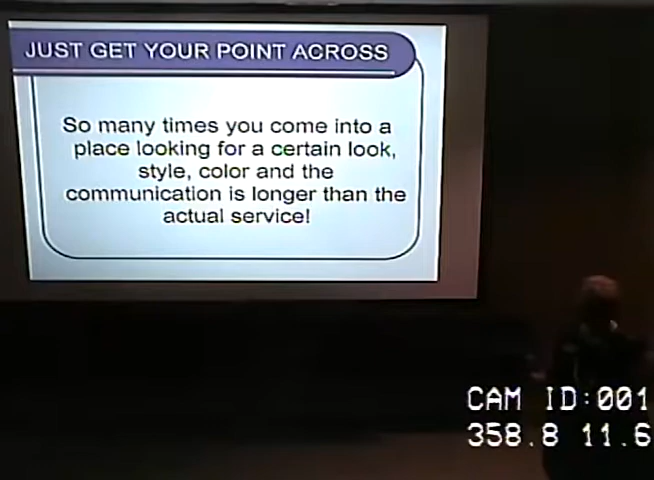 JUST GET YOUR POINT ACROSS
So many times you come into a
place looking for a certain look,
style, color and the
communication is longer than the
actual service!
CAM ID:001
358.8 11.6